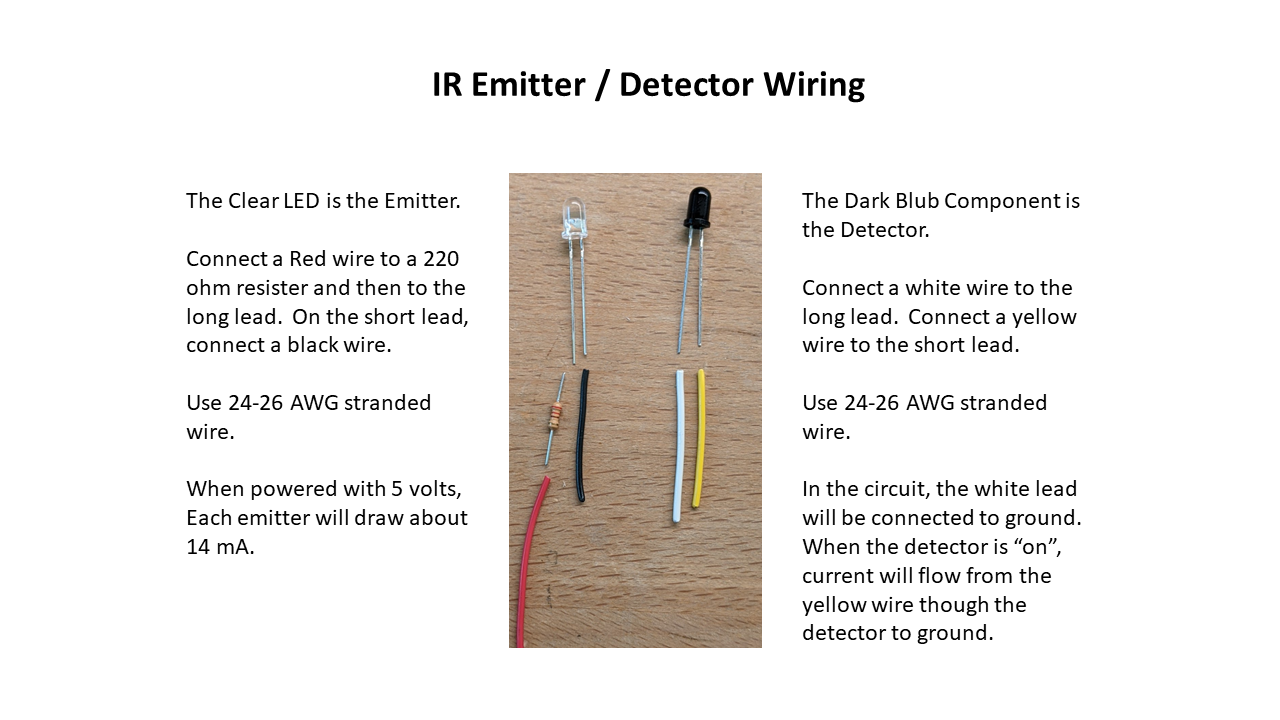 IR Emitter / Detector Wiring
The Clear LED is the Emitter.
Connect a Red wire to a 220
ohm resister and then to the
long lead.  On the short lead,
connect a black wire.
Use 24-26 AWG stranded
wire.
When powered with 5 volts,
Each emitter will draw about
14 mA.
The Dark Blub Component is
the Detector.
Connect a white wire to the
long lead.  Connect a yellow
wire to the short lead.
Use 24-26 AWG stranded
wire.
In the circuit, the white lead
will be connected to ground.
When the detector is “on”,
current will flow from the
yellow wire though the
detector to ground.